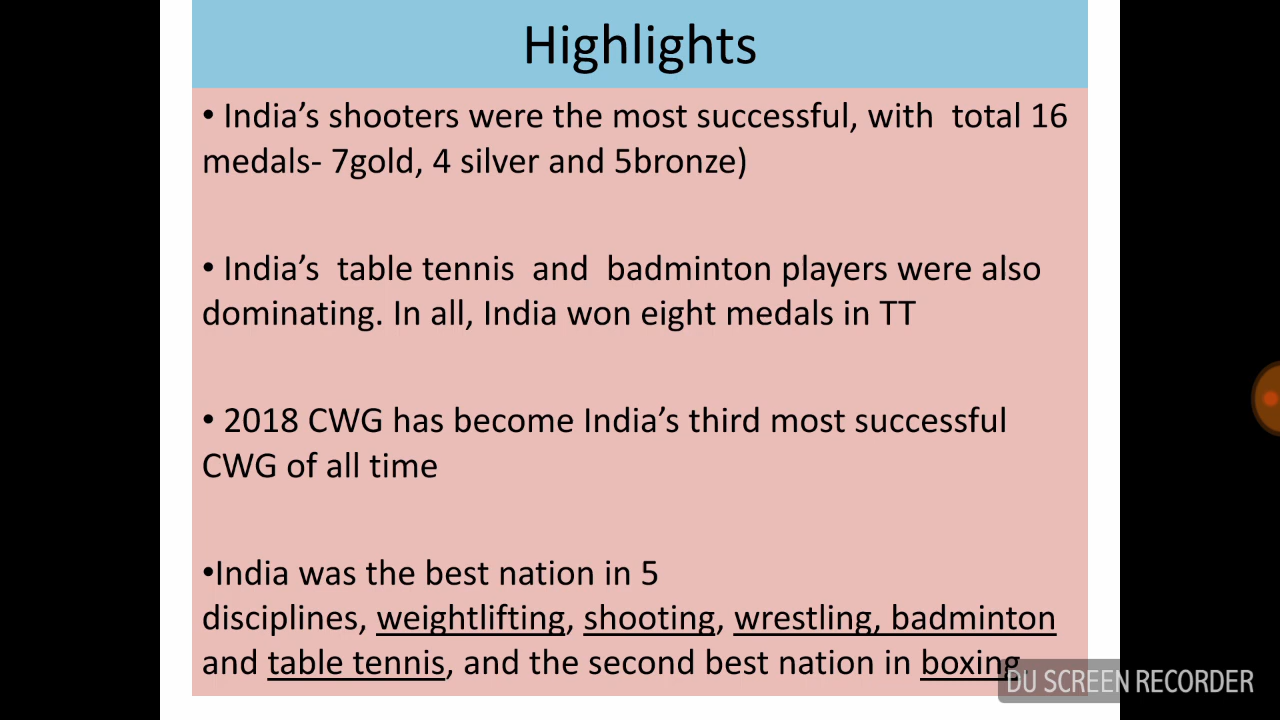 Highlights
• India’s shooters were the most successful, with  total 16
medals- 7gold, 4 silver and 5bronze)
• India’s  table tennis  and  badminton players were also
dominating. In all, India won eight medals in TT
• 2018 CWG has become India’s third most successful
CWG of all time
•India was the best nation in 5
disciplines, weightlifting, shooting, wrestling, badminton
and table tennis, and the second best nation in boxing
DU SCREEN RECORDER